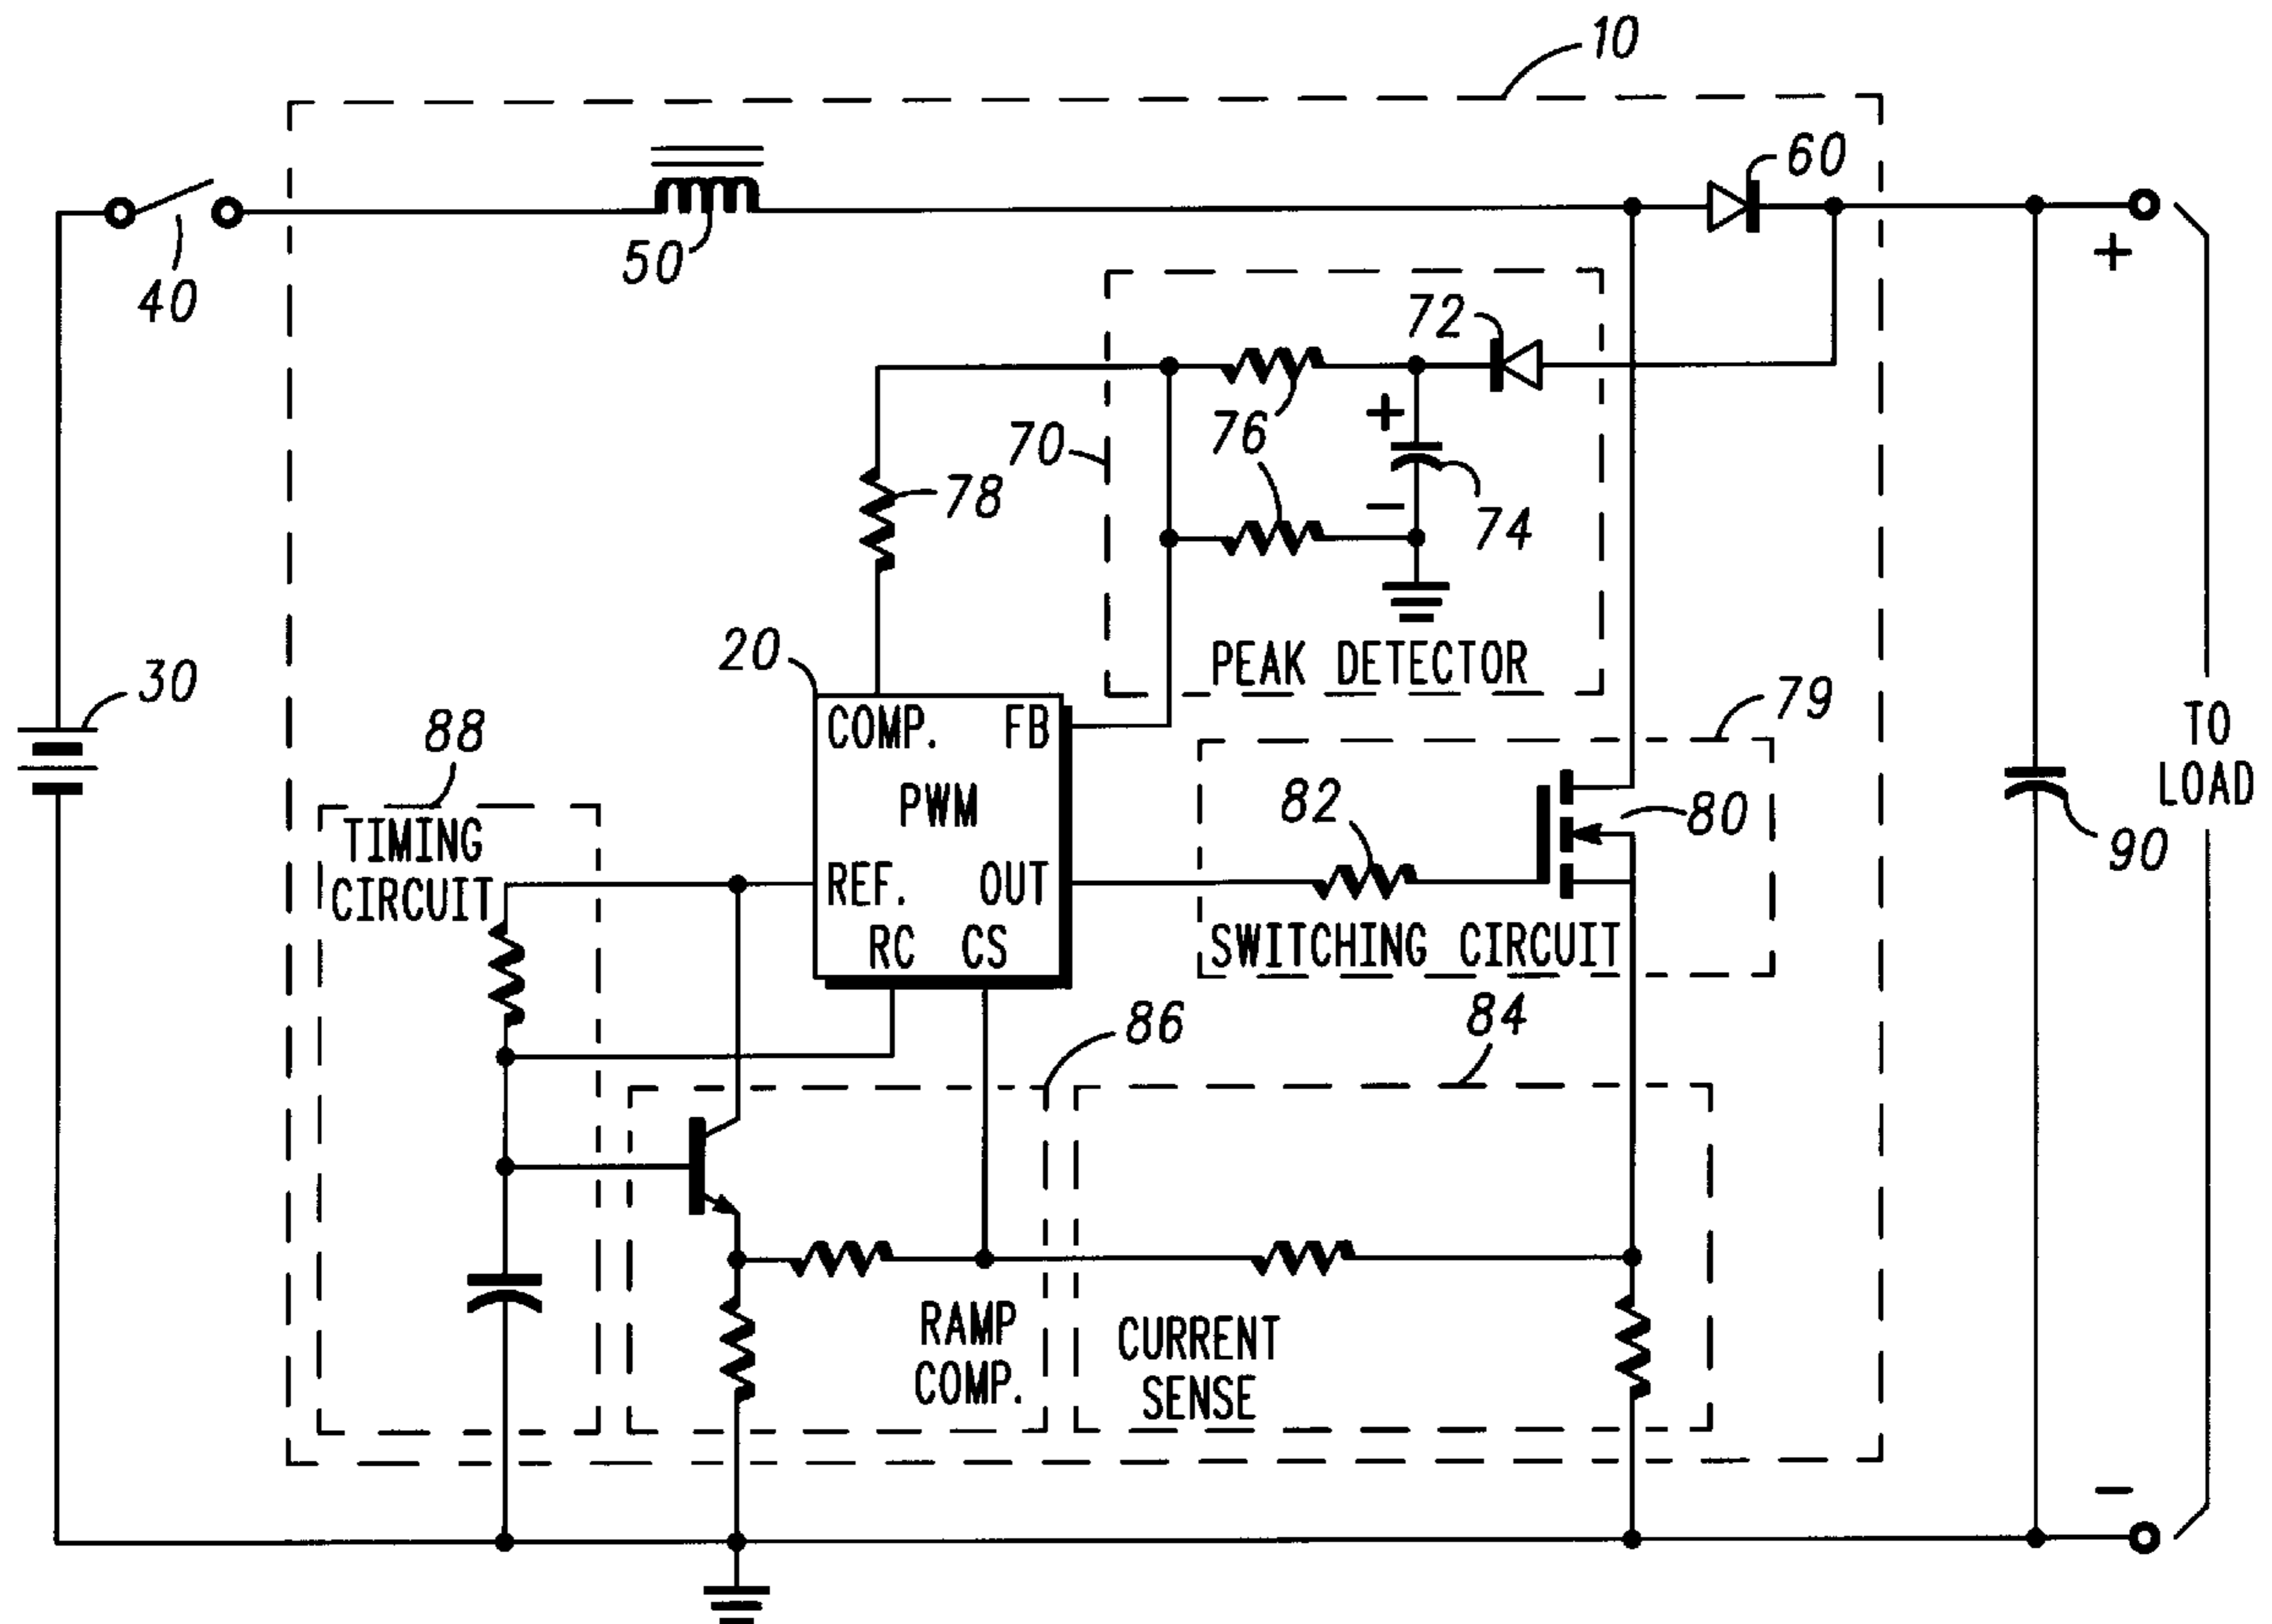 10
60
50
40
72
+
+
76
70
78
74
−
20
PEAK DETECTOR
30
79
88
COMP. FB
TO
LOAD
PWM
82
80
90
TIMING
CIRCUIT
REF. OUT
RC CS
SWITCHING CIRCUIT
86
84
RAMP
COMP.
CURRENT
SENSE
−